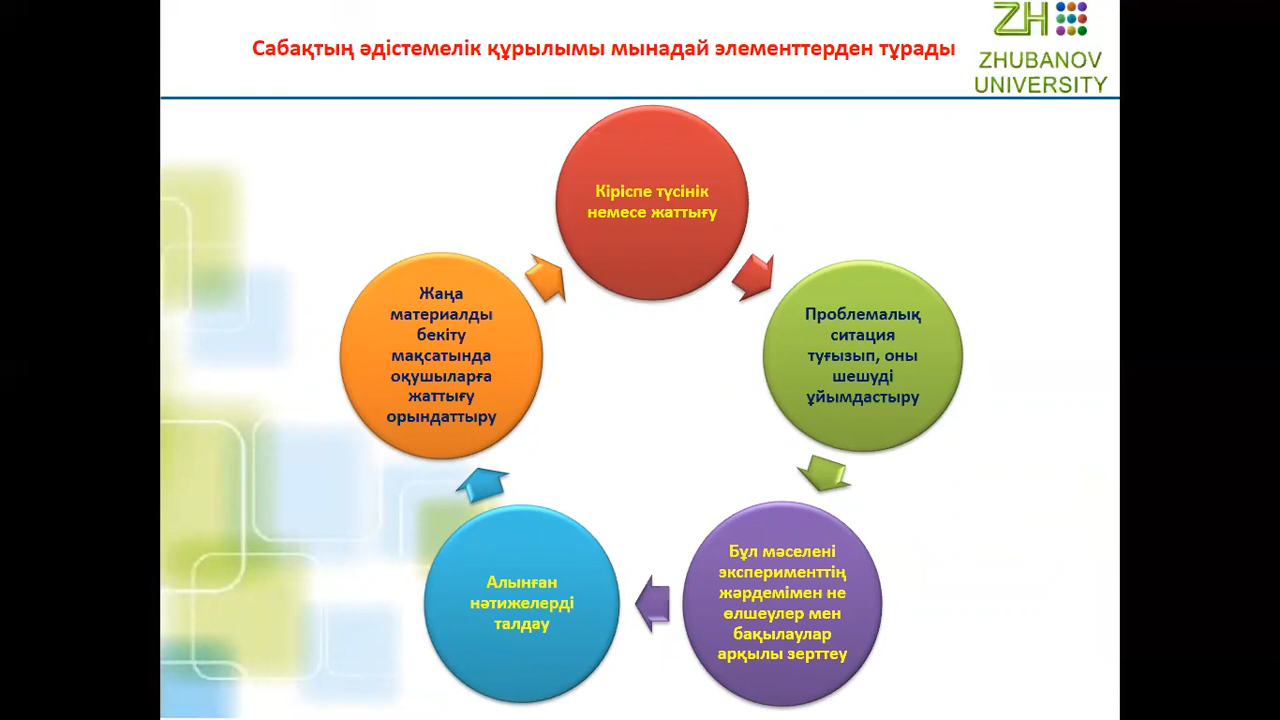 Сабақтың әдістемелік құрылымы мынадай элементтерден тұрады
ZH
ZHUBANOV
UNIVERSITY
Кіріспе түсінік
немесе жаттығу
Проблемалық
ситация
туғызып, оны
шешуді
ұйымдастыру
Бұл мәселені
эксперименттің
жәрдемімен не
өлшеулер мен
бақылаулар
арқылы зерттеу
Алынған
нәтижелерді
талдау
Жаңа
материалды
бекіту
мақсатында
оқушыларға
жаттығу
орындаттыру